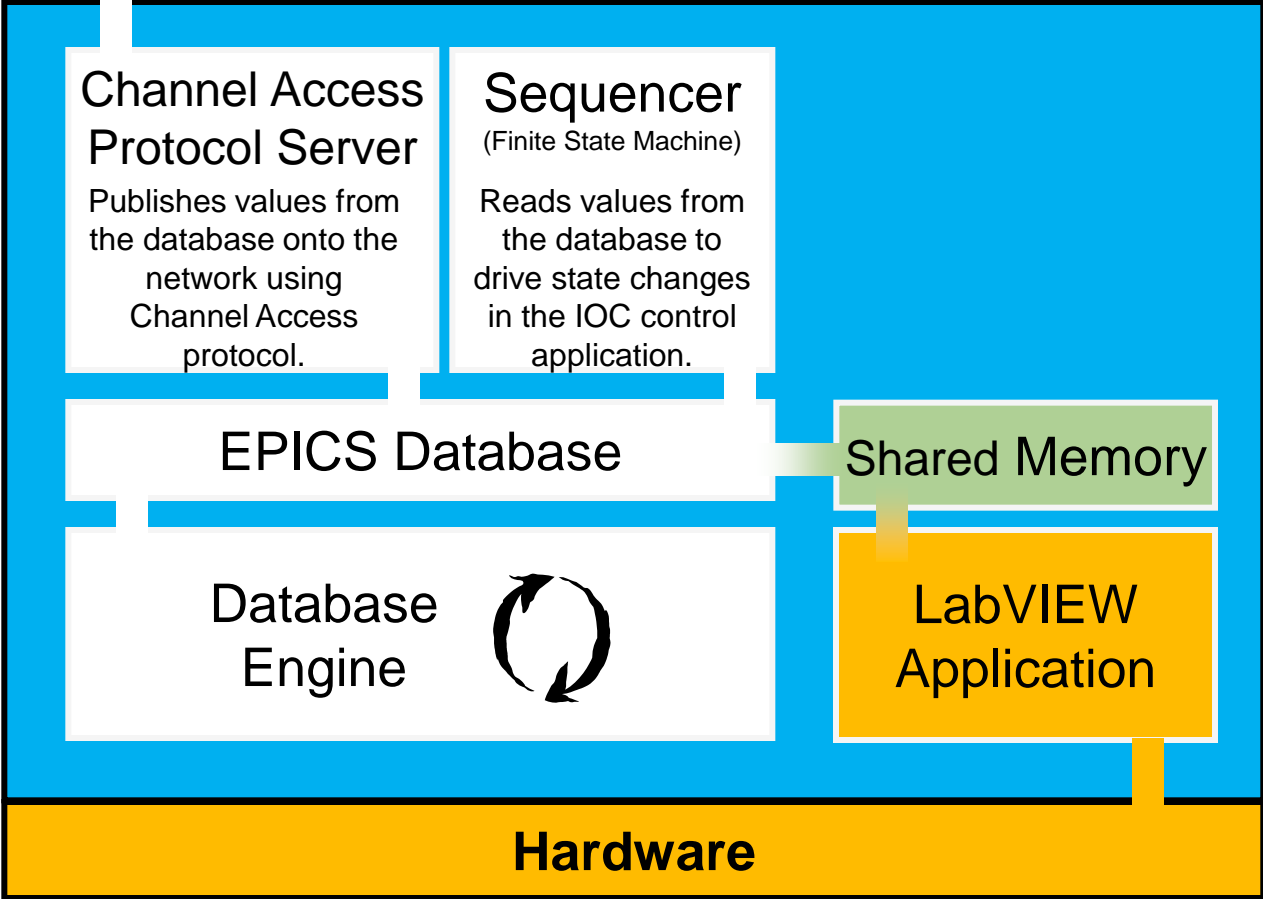 Channel Access
Protocol Server
Publishes values from
the database onto the
network using
Channel Access
protocol.
Sequencer
(Finite State Machine)
Reads values from
the database to
drive state changes
in the IOC control
application.
EPICS Database
Shared Memory
Database
Engine
LabVIEW
Application
Hardware